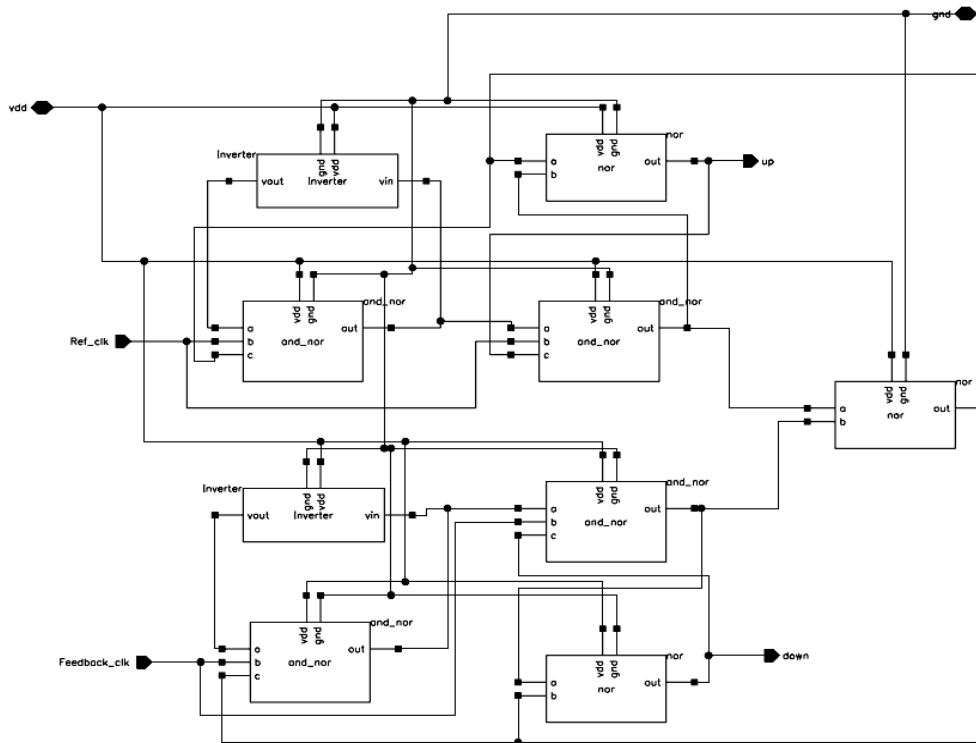 gnd
vdd
nor
Inverter
gnd
vdd
vdd
gnd
a
out
up
vout
Inverter
vin
b
nor
vdd
gnd
and_nor
vdd
gnd
and_nor
a
out
a
out
Ref_clk
b
and_nor
b
and_nor
c
c
vdd
gnd
nor
a
out
b
nor
Inverter
gnd
vdd
vdd
gnd
and_nor
vout
Inverter
vin
a
out
b
and_nor
c
vdd
gnd
and_nor
a
out
vdd
gnd
nor
down
Feedback_clk
b
and_nor
c
a
out
b
nor